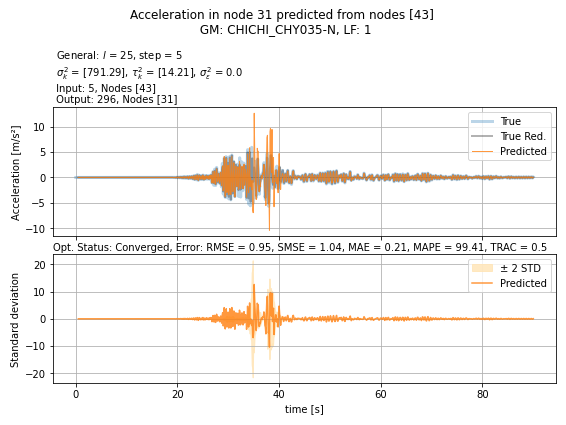 Acceleration in node 31 predicted from nodes [43]
GM: CHICHI_CHY035-N, LF: 1
General: l = 25, step = 5
σ²ₖ = [791.29], τ²ₖ = [14.21], σ²ε = 0.0
Input: 5, Nodes [43]
Output: 296, Nodes [31]
Acceleration [m/s²]
10
5
0
−5
−10
True
True Red.
Predicted
Opt. Status: Converged, Error: RMSE = 0.95, SMSE = 1.04, MAE = 0.21, MAPE = 99.41, TRAC = 0.5
Standard deviation
20
10
0
−10
−20
± 2 STD
Predicted
0 20 40 60 80
time [s]